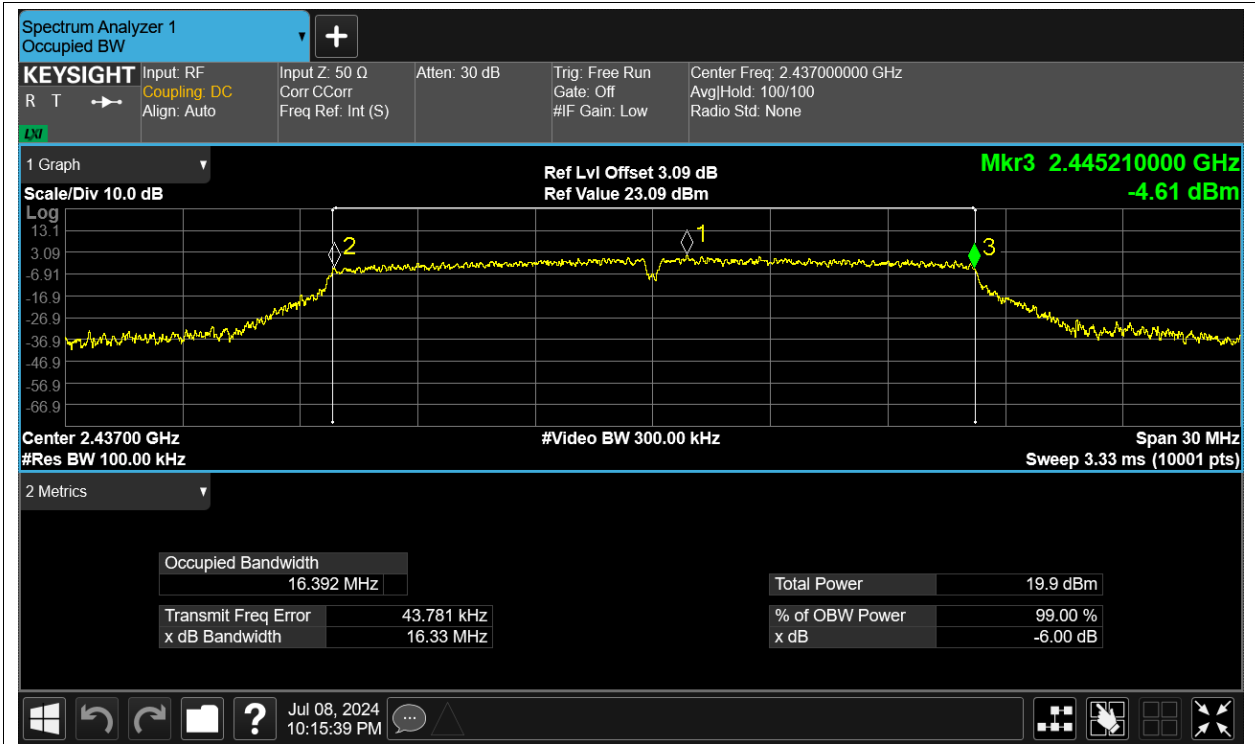 Spectrum Analyzer 1
Occupied BW
KEYSIGHT
R T
LXI
Input: RF
Coupling: DC
Align: Auto
Input Z: 50 Ω
Corr CCorr
Freq Ref: Int (S)
Atten: 30 dB
Trig: Free Run
Gate: Off
#IF Gain: Low
Center Freq: 2.437000000 GHz
Avg|Hold: 100/100
Radio Std: None
1 Graph
Scale/Div 10.0 dB
Ref Lvl Offset 3.09 dB
Ref Value 23.09 dBm
Mkr3 2.445210000 GHz
-4.61 dBm
Log
13.1
3.09
-6.91
-16.9
-26.9
-36.9
-46.9
-56.9
-66.9
2
1
3
Center 2.43700 GHz
#Res BW 100.00 kHz
#Video BW 300.00 kHz
Span 30 MHz
Sweep 3.33 ms (10001 pts)
2 Metrics
Occupied Bandwidth
16.392 MHz
Transmit Freq Error 43.781 kHz
x dB Bandwidth 16.33 MHz
Total Power 19.9 dBm
% of OBW Power 99.00 %
x dB -6.00 dB
?
Jul 08, 2024
10:15:39 PM